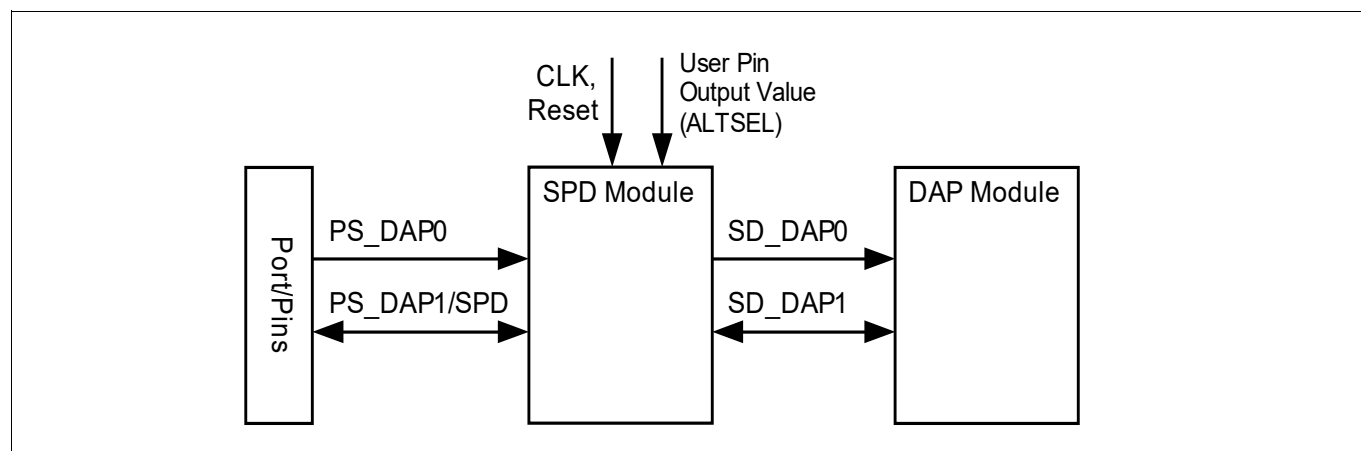 CLK,
Reset
User Pin
Output Value
(ALTSEL)
Port/Pins
PS_DAP0
PS_DAP1/SPD
SPD Module
SD_DAP0
SD_DAP1
DAP Module